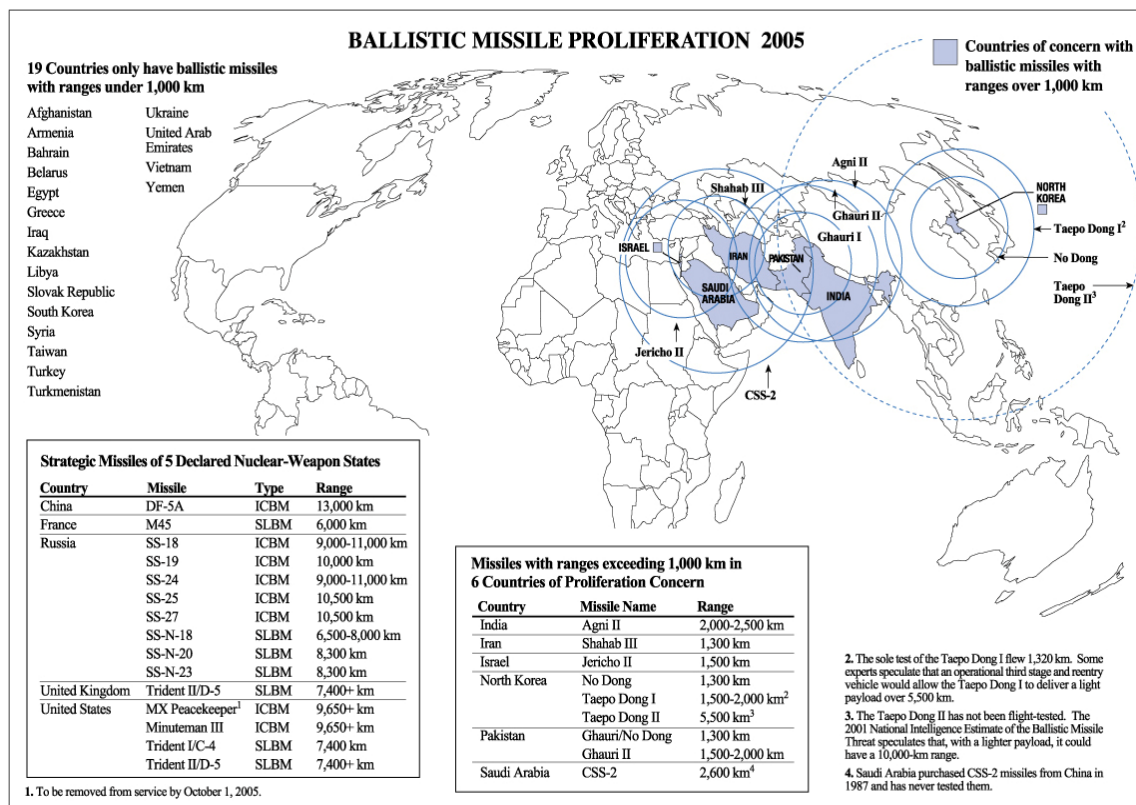 BALLISTIC MISSILE PROLIFERATION 2005
19 Countries only have ballistic missiles
with ranges under 1,000 km
Afghanistan
Armenia
Bahrain
Belarus
Egypt
Greece
Iraq
Kazakhstan
Libya
Slovak Republic
South Korea
Syria
Taiwan
Turkey
Turkmenistan
Ukraine
United Arab
Emirates
Vietnam
Yemen
Countries of concern with
ballistic missiles with
ranges over 1,000 km
Agni II
Shahab III
Ghauri II
Ghauri I
NORTH
KOREA
Taepo Dong I2
No Dong
Taepo
Dong II3
ISRAEL
IRAN
PAKISTAN
SAUDI
ARABIA
INDIA
Jericho II
CSS-2
Strategic Missiles of 5 Declared Nuclear-Weapon States
Country Missile Type Range
China DF-5A ICBM 13,000 km
France M45 SLBM 6,000 km
Russia SS-18 ICBM 9,000-11,000 km
SS-19 ICBM 10,000 km
SS-24 ICBM 9,000-11,000 km
SS-25 ICBM 10,500 km
SS-27 ICBM 10,500 km
SS-N-18 SLBM 6,500-8,000 km
SS-N-20 SLBM 8,300 km
SS-N-23 SLBM 8,300 km
United Kingdom Trident II/D-5 SLBM 7,400+ km
United States MX Peacekeeper1 ICBM 9,650+ km
Minuteman III ICBM 9,650+ km
Trident I/C-4 SLBM 7,400 km
Trident II/D-5 SLBM 7,400+ km
1. To be removed from service by October 1, 2005.
Missiles with ranges exceeding 1,000 km in
6 Countries of Proliferation Concern
Country Missile Name Range
India Agni II 2,000-2,500 km
Iran Shahab III 1,300 km
Israel Jericho II 1,500 km
North Korea No Dong 1,300 km
Taepo Dong I 1,500-2,000 km2
Taepo Dong II 5,500 km3
Pakistan Ghauri/No Dong 1,300 km
Ghauri II 1,500-2,000 km
Saudi Arabia CSS-2 2,600 km4
2. The sole test of the Taepo Dong I flew 1,320 km. Some
experts speculate that an operational third stage and reentry
vehicle would allow the Taepo Dong I to deliver a light
payload over 5,500 km.
3. The Taepo Dong II has not been flight-tested. The
2001 National Intelligence Estimate of the Ballistic Missile
Threat speculates that, with a lighter payload, it could
have a 10,000-km range.
4. Saudi Arabia purchased CSS-2 missiles from China in
1987 and has never tested them.